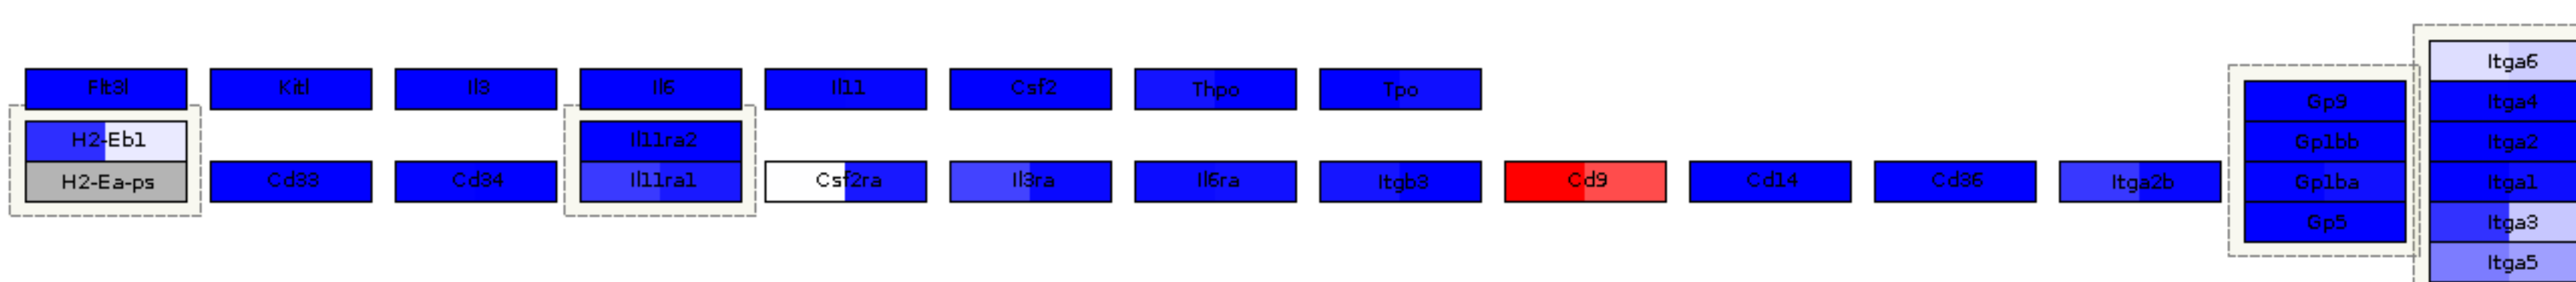 Flt3l
Kitl
Il3
Il6
Il11
Csf2
Thpo
Tpo
H2-Eb1
H2-Ea-ps
Cd33
Cd34
Il11ra2
Il11ra1
Csf2ra
Il3ra
Il6ra
Itgb3
Cd9
Cd14
Cd36
Itga2b
Gp9
Gp1bb
Gp1ba
Gp5
Itga6
Itga4
Itga2
Itga1
Itga3
Itga5